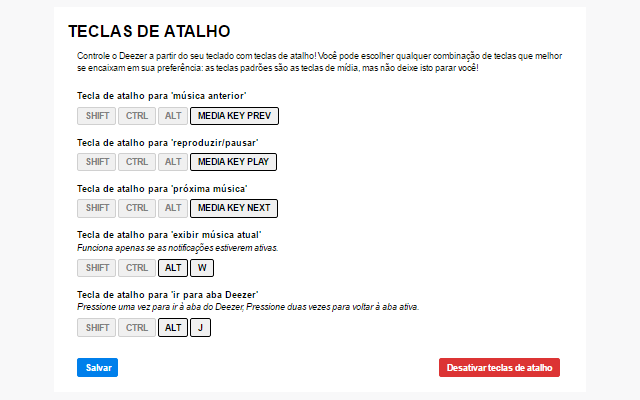 TECLAS DE ATALHO
Controle o Deezer a partir do seu teclado com teclas de atalho! Você pode escolher qualquer combinação de teclas que melhor
se encaixam em sua preferência: as teclas padrões são as teclas de mídia, mas não deixe isto parar você!
Tecla de atalho para 'música anterior'
SHIFT CTRL ALT MEDIA KEY PREV
Tecla de atalho para 'reproduzir/pausar'
SHIFT CTRL ALT MEDIA KEY PLAY
Tecla de atalho para 'próxima música'
SHIFT CTRL ALT MEDIA KEY NEXT
Tecla de atalho para 'exibir música atual'
Funciona apenas se as notificações estiverem ativas.
SHIFT CTRL ALT W
Tecla de atalho para 'ir para aba Deezer'
Pressione uma vez para ir à aba do Deezer, Pressione duas vezes para voltar à aba ativa.
SHIFT CTRL ALT J
Salvar Desativar teclas de atalho